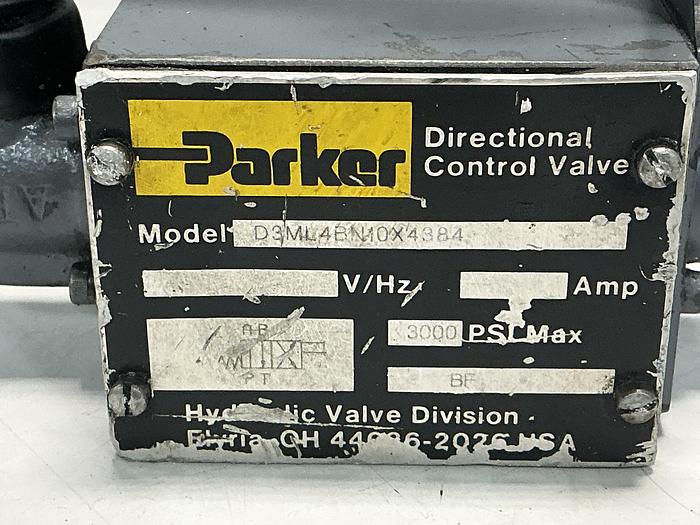 Parker
Directional
Control Valve
Model D3ML4BN10X4384
V/Hz Amp
A B
P T
3000 PSI Max
BF
Hydraulic Valve Division
Elyria, OH 44036-2026 USA